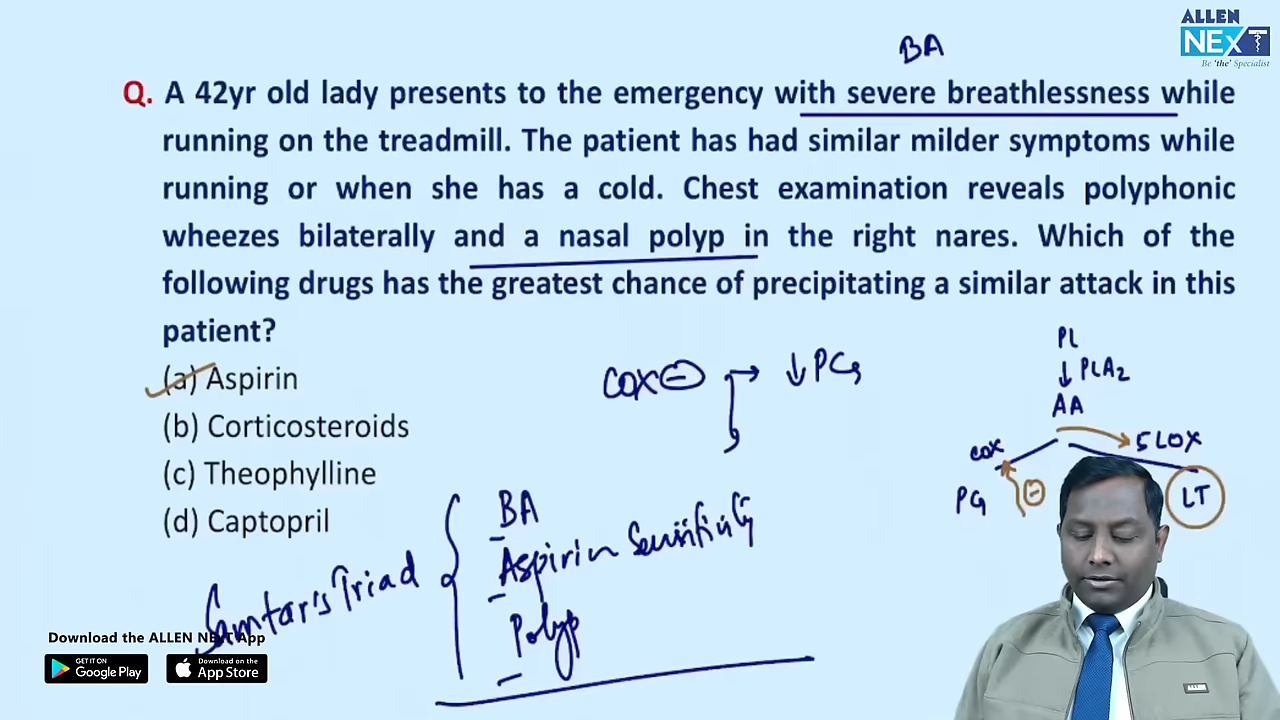 ALLEN
NEXT
Be 'the' Specialist
BA
Q. A 42yr old lady presents to the emergency with severe breathlessness while
running on the treadmill. The patient has had similar milder symptoms while
running or when she has a cold. Chest examination reveals polyphonic
wheezes bilaterally and a nasal polyp in the right nares. Which of the
following drugs has the greatest chance of precipitating a similar attack in this
patient?
(a) Aspirin
(b) Corticosteroids
(c) Theophylline
(d) Captopril
COX⊖ → ↓PG
PL
↓ PLA2
AA
COX 5LOX
PG ⊖ LT
Samtar's Triad
BA
Aspirin Sensitivity
Polyp
Download the ALLEN NEXT App
GET IT ON
Google Play
Download on the
App Store